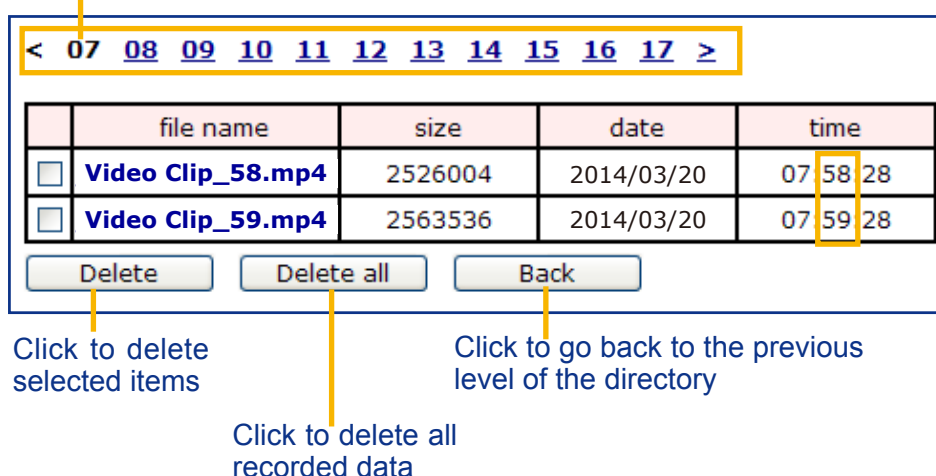 < 07 08 09 10 11 12 13 14 15 16 17 >
file name size date time
Video Clip_58.mp4 2526004 2014/03/20 07:58:28
Video Clip_59.mp4 2563536 2014/03/20 07:59:28
Delete Delete all Back
Click to delete
selected items
Click to go back to the previous
level of the directory
Click to delete all
recorded data